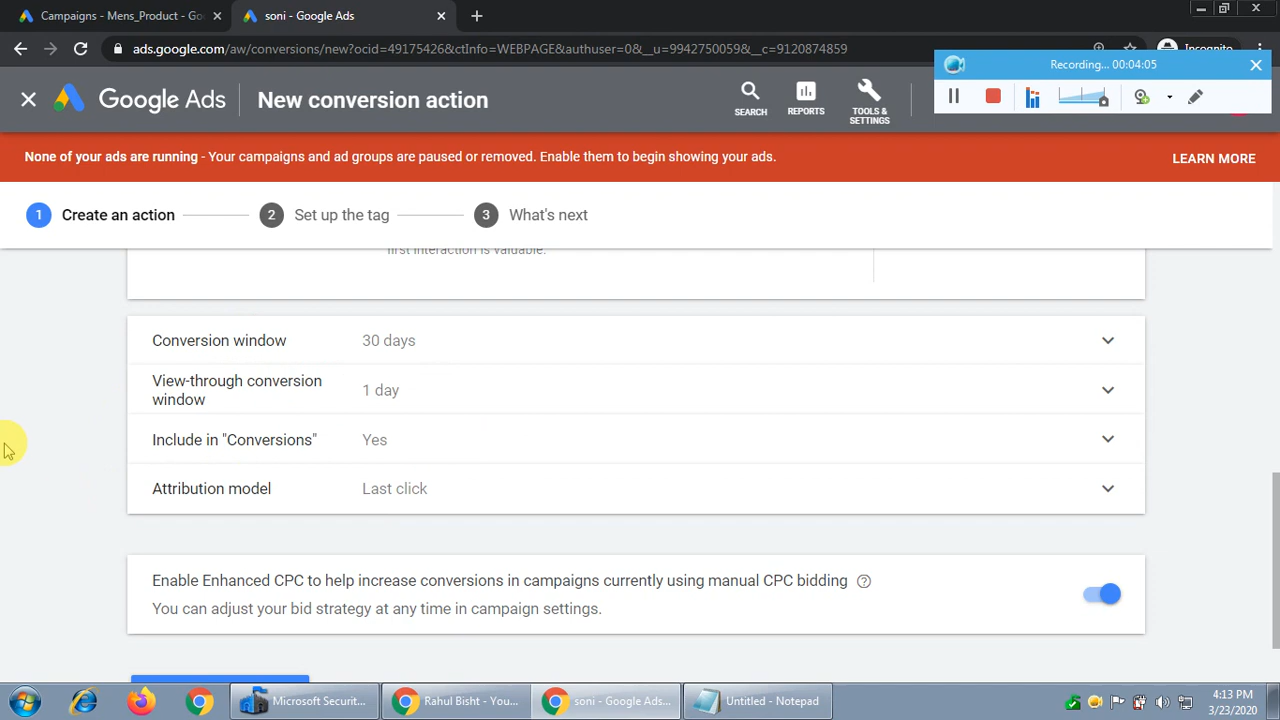 Campaigns - Mens_Product - Go
soni - Google Ads
ads.google.com/aw/conversions/new?ocid=49175426&ctInfo=WEBPAGE&authuser=0&__u=9942750059&__c=9120874859
Incognito
Recording... 00:04:05
Google Ads
New conversion action
SEARCH
REPORTS
TOOLS &
SETTINGS
None of your ads are running - Your campaigns and ad groups are paused or removed. Enable them to begin showing your ads.
LEARN MORE
1 Create an action
2 Set up the tag
3 What's next
first interaction is valuable.
Conversion window 30 days
View-through conversion
window
1 day
Include in "Conversions" Yes
Attribution model Last click
Enable Enhanced CPC to help increase conversions in campaigns currently using manual CPC bidding
You can adjust your bid strategy at any time in campaign settings.
Microsoft Securit...
Rahul Bisht - You...
soni - Google Ads...
Untitled - Notepad
4:13 PM
3/23/2020